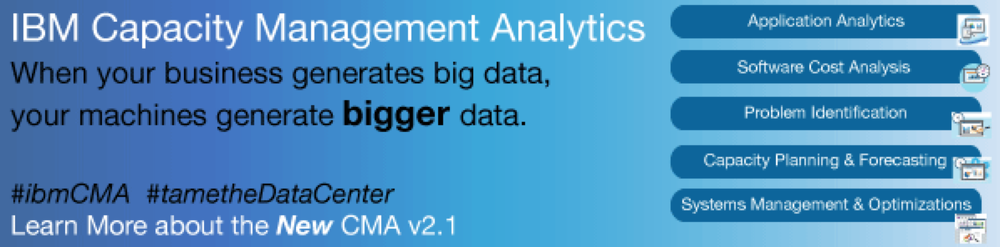 IBM Capacity Management Analytics
When your business generates big data,
your machines generate bigger data.
#ibmCMA #tametheDataCenter
Learn More about the New CMA v2.1
Application Analytics
Software Cost Analysis
Problem Identification
Capacity Planning & Forecasting
Systems Management & Optimizations